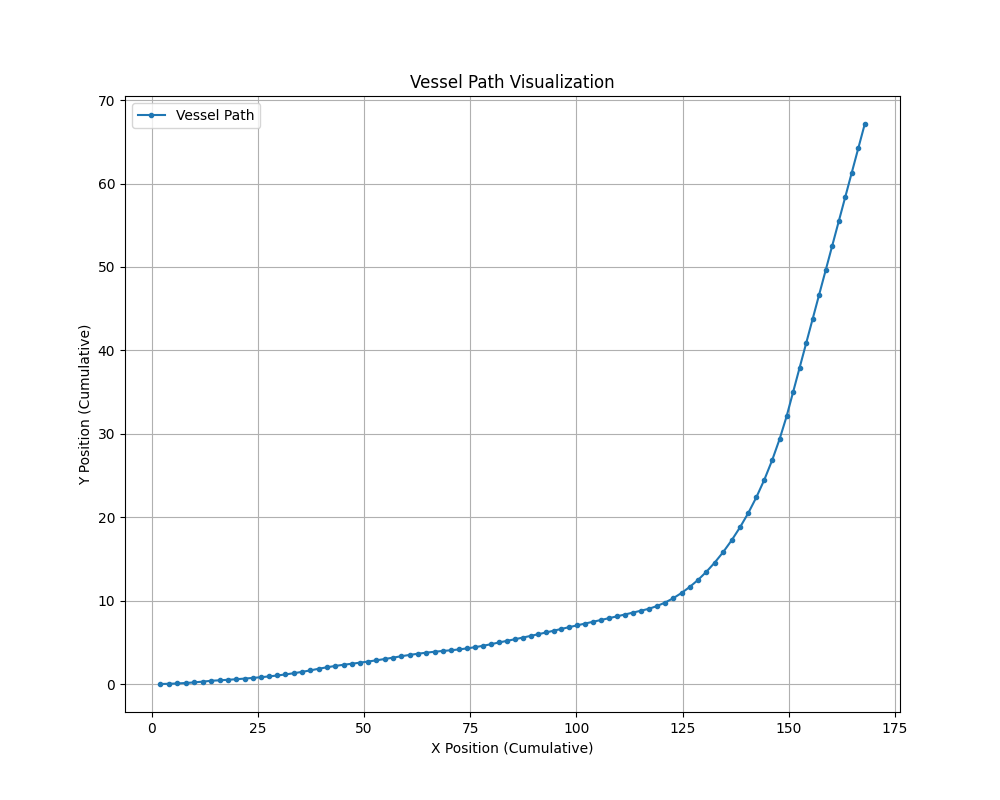 Vessel Path Visualization
Vessel Path
70
60
50
40
30
20
10
0
Y Position (Cumulative)
0 25 50 75 100 125 150 175
X Position (Cumulative)